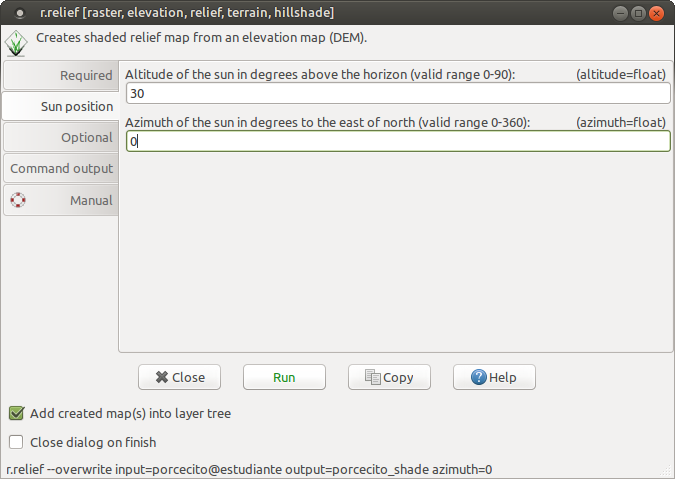 r.relief [raster, elevation, relief, terrain, hillshade]
Creates shaded relief map from an elevation map (DEM).
Required
Sun position
Optional
Command output
Manual
Altitude of the sun in degrees above the horizon (valid range 0-90): (altitude=float)
30
Azimuth of the sun in degrees to the east of north (valid range 0-360): (azimuth=float)
0
Close
Run
Copy
Help
Add created map(s) into layer tree
Close dialog on finish
r.relief --overwrite input=porcecito@estudiante output=porcecito_shade azimuth=0